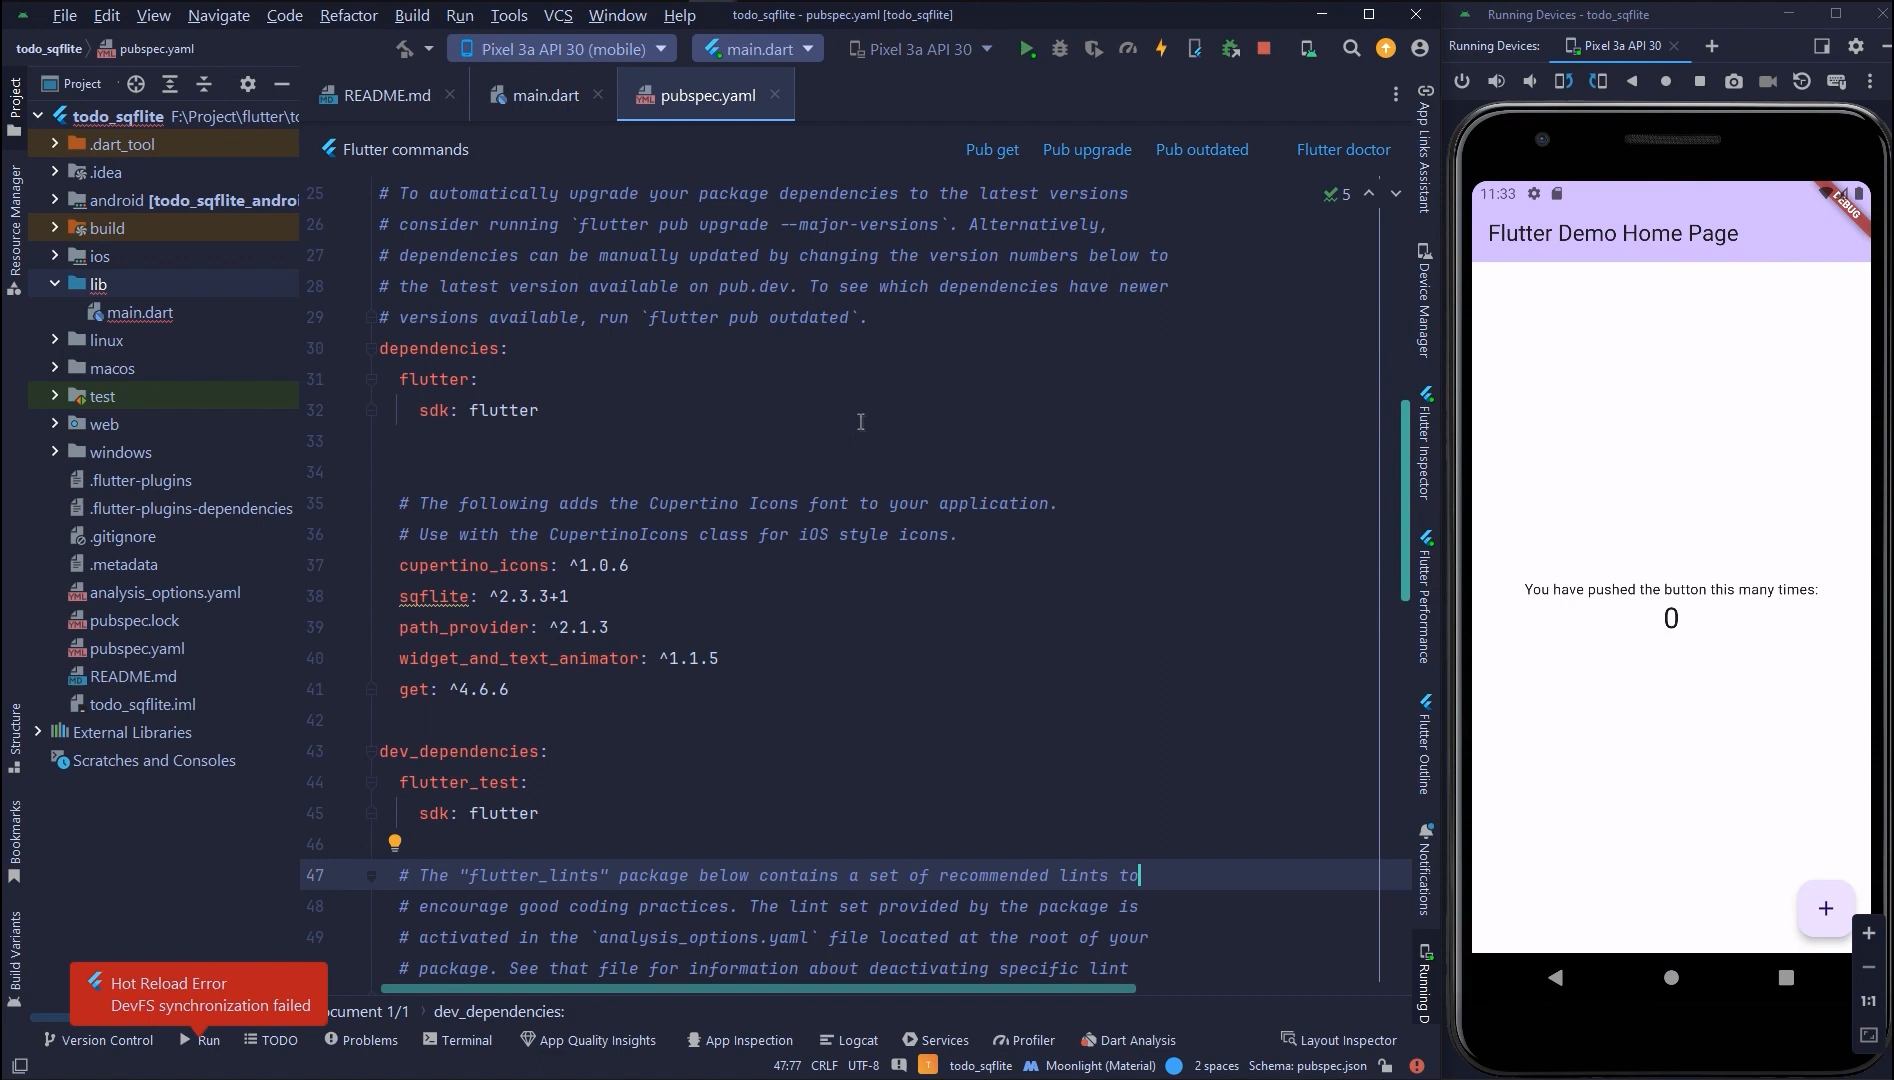 File Edit View Navigate Code Refactor Build Run Tools VCS Window Help todo_sqflite - pubspec.yaml [todo_sqflite]
Running Devices - todo_sqflite
todo_sqflite pubspec.yaml Pixel 3a API 30 (mobile) main.dart Pixel 3a API 30
Running Devices: Pixel 3a API 30
Project
README.md main.dart pubspec.yaml
Flutter commands Pub get Pub upgrade Pub outdated Flutter doctor
todo_sqflite F:\Project\flutter\to
.dart_tool
.idea
android [todo_sqflite_androi
build
ios
lib
main.dart
linux
macos
test
web
windows
.flutter-plugins
.flutter-plugins-dependencies
.gitignore
.metadata
analysis_options.yaml
pubspec.lock
pubspec.yaml
README.md
todo_sqflite.iml
External Libraries
Scratches and Consoles
Project
Resource Manager
Structure
Bookmarks
Build Variants
25 # To automatically upgrade your package dependencies to the latest versions
26 # consider running `flutter pub upgrade --major-versions`. Alternatively,
27 # dependencies can be manually updated by changing the version numbers below to
28 # the latest version available on pub.dev. To see which dependencies have newer
29 # versions available, run `flutter pub outdated`.
30 dependencies:
31 flutter:
32 sdk: flutter
33
34
35 # The following adds the Cupertino Icons font to your application.
36 # Use with the CupertinoIcons class for iOS style icons.
37 cupertino_icons: ^1.0.6
38 sqflite: ^2.3.3+1
39 path_provider: ^2.1.3
40 widget_and_text_animator: ^1.1.5
41 get: ^4.6.6
42
43 dev_dependencies:
44 flutter_test:
45 sdk: flutter
46
47 # The "flutter_lints" package below contains a set of recommended lints to
48 # encourage good coding practices. The lint set provided by the package is
49 # activated in the `analysis_options.yaml` file located at the root of your
# package. See that file for information about deactivating specific lint
5
App Links Assistant
Device Manager
Flutter Inspector
Flutter Performance
Flutter Outline
Notifications
Running D
11:33
DEBUG
Flutter Demo Home Page
You have pushed the button this many times:
0
+
1:1
Hot Reload Error
DevFS synchronization failed
ocument 1/1 dev_dependencies:
Version Control Run TODO Problems Terminal App Quality Insights App Inspection Logcat Services Profiler Dart Analysis Layout Inspector
47:77 CRLF UTF-8 T todo_sqflite Moonlight (Material) 2 spaces Schema: pubspec.json